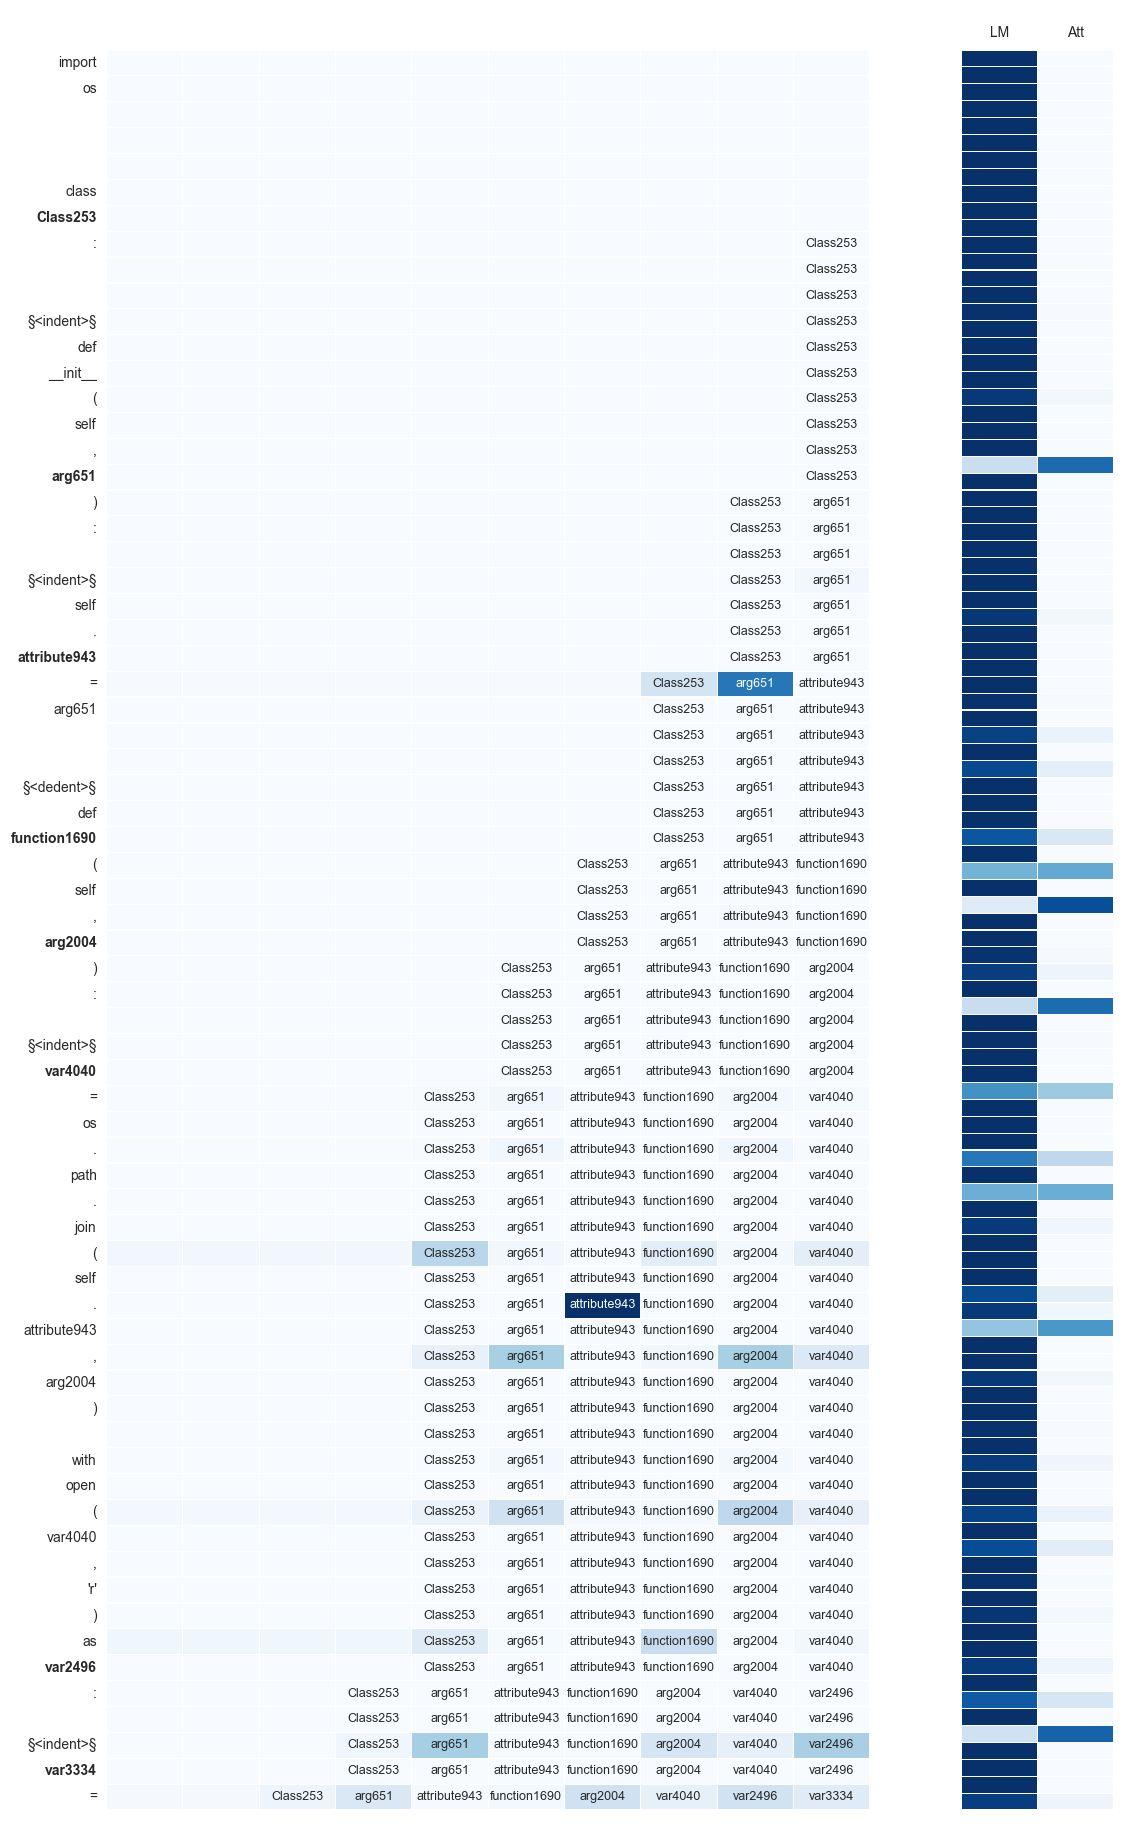 LM Att
import
os
class
Class253
: Class253
Class253
Class253
§<indent>§ Class253
def Class253
__init__ Class253
( Class253
self Class253
, Class253
arg651 Class253
) Class253 arg651
: Class253 arg651
Class253 arg651
§<indent>§ Class253 arg651
self Class253 arg651
. Class253 arg651
attribute943 Class253 arg651
= Class253 arg651 attribute943
arg651 Class253 arg651 attribute943
Class253 arg651 attribute943
Class253 arg651 attribute943
§<dedent>§ Class253 arg651 attribute943
def Class253 arg651 attribute943
function1690 Class253 arg651 attribute943
( Class253 arg651 attribute943 function1690
self Class253 arg651 attribute943 function1690
, Class253 arg651 attribute943 function1690
arg2004 Class253 arg651 attribute943 function1690
) Class253 arg651 attribute943 function1690 arg2004
: Class253 arg651 attribute943 function1690 arg2004
Class253 arg651 attribute943 function1690 arg2004
§<indent>§ Class253 arg651 attribute943 function1690 arg2004
var4040 Class253 arg651 attribute943 function1690 arg2004
= Class253 arg651 attribute943 function1690 arg2004 var4040
os Class253 arg651 attribute943 function1690 arg2004 var4040
. Class253 arg651 attribute943 function1690 arg2004 var4040
path Class253 arg651 attribute943 function1690 arg2004 var4040
. Class253 arg651 attribute943 function1690 arg2004 var4040
join Class253 arg651 attribute943 function1690 arg2004 var4040
( Class253 arg651 attribute943 function1690 arg2004 var4040
self Class253 arg651 attribute943 function1690 arg2004 var4040
. Class253 arg651 attribute943 function1690 arg2004 var4040
attribute943 Class253 arg651 attribute943 function1690 arg2004 var4040
, Class253 arg651 attribute943 function1690 arg2004 var4040
arg2004 Class253 arg651 attribute943 function1690 arg2004 var4040
) Class253 arg651 attribute943 function1690 arg2004 var4040
Class253 arg651 attribute943 function1690 arg2004 var4040
with Class253 arg651 attribute943 function1690 arg2004 var4040
open Class253 arg651 attribute943 function1690 arg2004 var4040
( Class253 arg651 attribute943 function1690 arg2004 var4040
var4040 Class253 arg651 attribute943 function1690 arg2004 var4040
, Class253 arg651 attribute943 function1690 arg2004 var4040
'r' Class253 arg651 attribute943 function1690 arg2004 var4040
) Class253 arg651 attribute943 function1690 arg2004 var4040
as Class253 arg651 attribute943 function1690 arg2004 var4040
var2496 Class253 arg651 attribute943 function1690 arg2004 var4040
: Class253 arg651 attribute943 function1690 arg2004 var4040 var2496
Class253 arg651 attribute943 function1690 arg2004 var4040 var2496
§<indent>§ Class253 arg651 attribute943 function1690 arg2004 var4040 var2496
var3334 Class253 arg651 attribute943 function1690 arg2004 var4040 var2496
= Class253 arg651 attribute943 function1690 arg2004 var4040 var2496 var3334